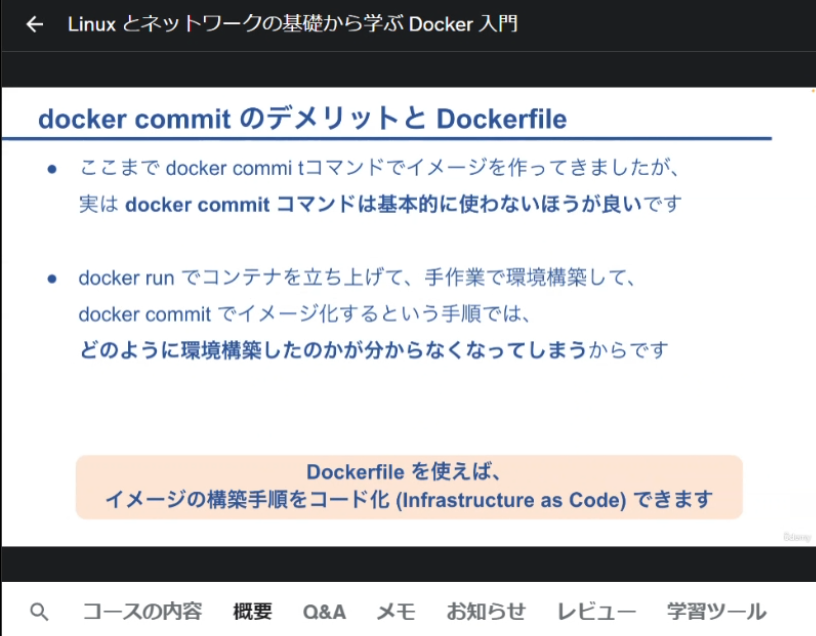 ← Linux とネットワークの基礎から学ぶ Docker 入門
docker commit のデメリットと Dockerfile
● ここまで docker commi tコマンドでイメージを作ってきましたが、
実は docker commit コマンドは基本的に使わないほうが良いです
● docker run でコンテナを立ち上げて、手作業で環境構築して、
docker commit でイメージ化するという手順では、
どのように環境構築したのかが分からなくなってしまうからです
Dockerfile を使えば、
イメージの構築手順をコード化 (Infrastructure as Code) できます
Udemy
コースの内容 概要 Q&A メモ お知らせ レビュー 学習ツール